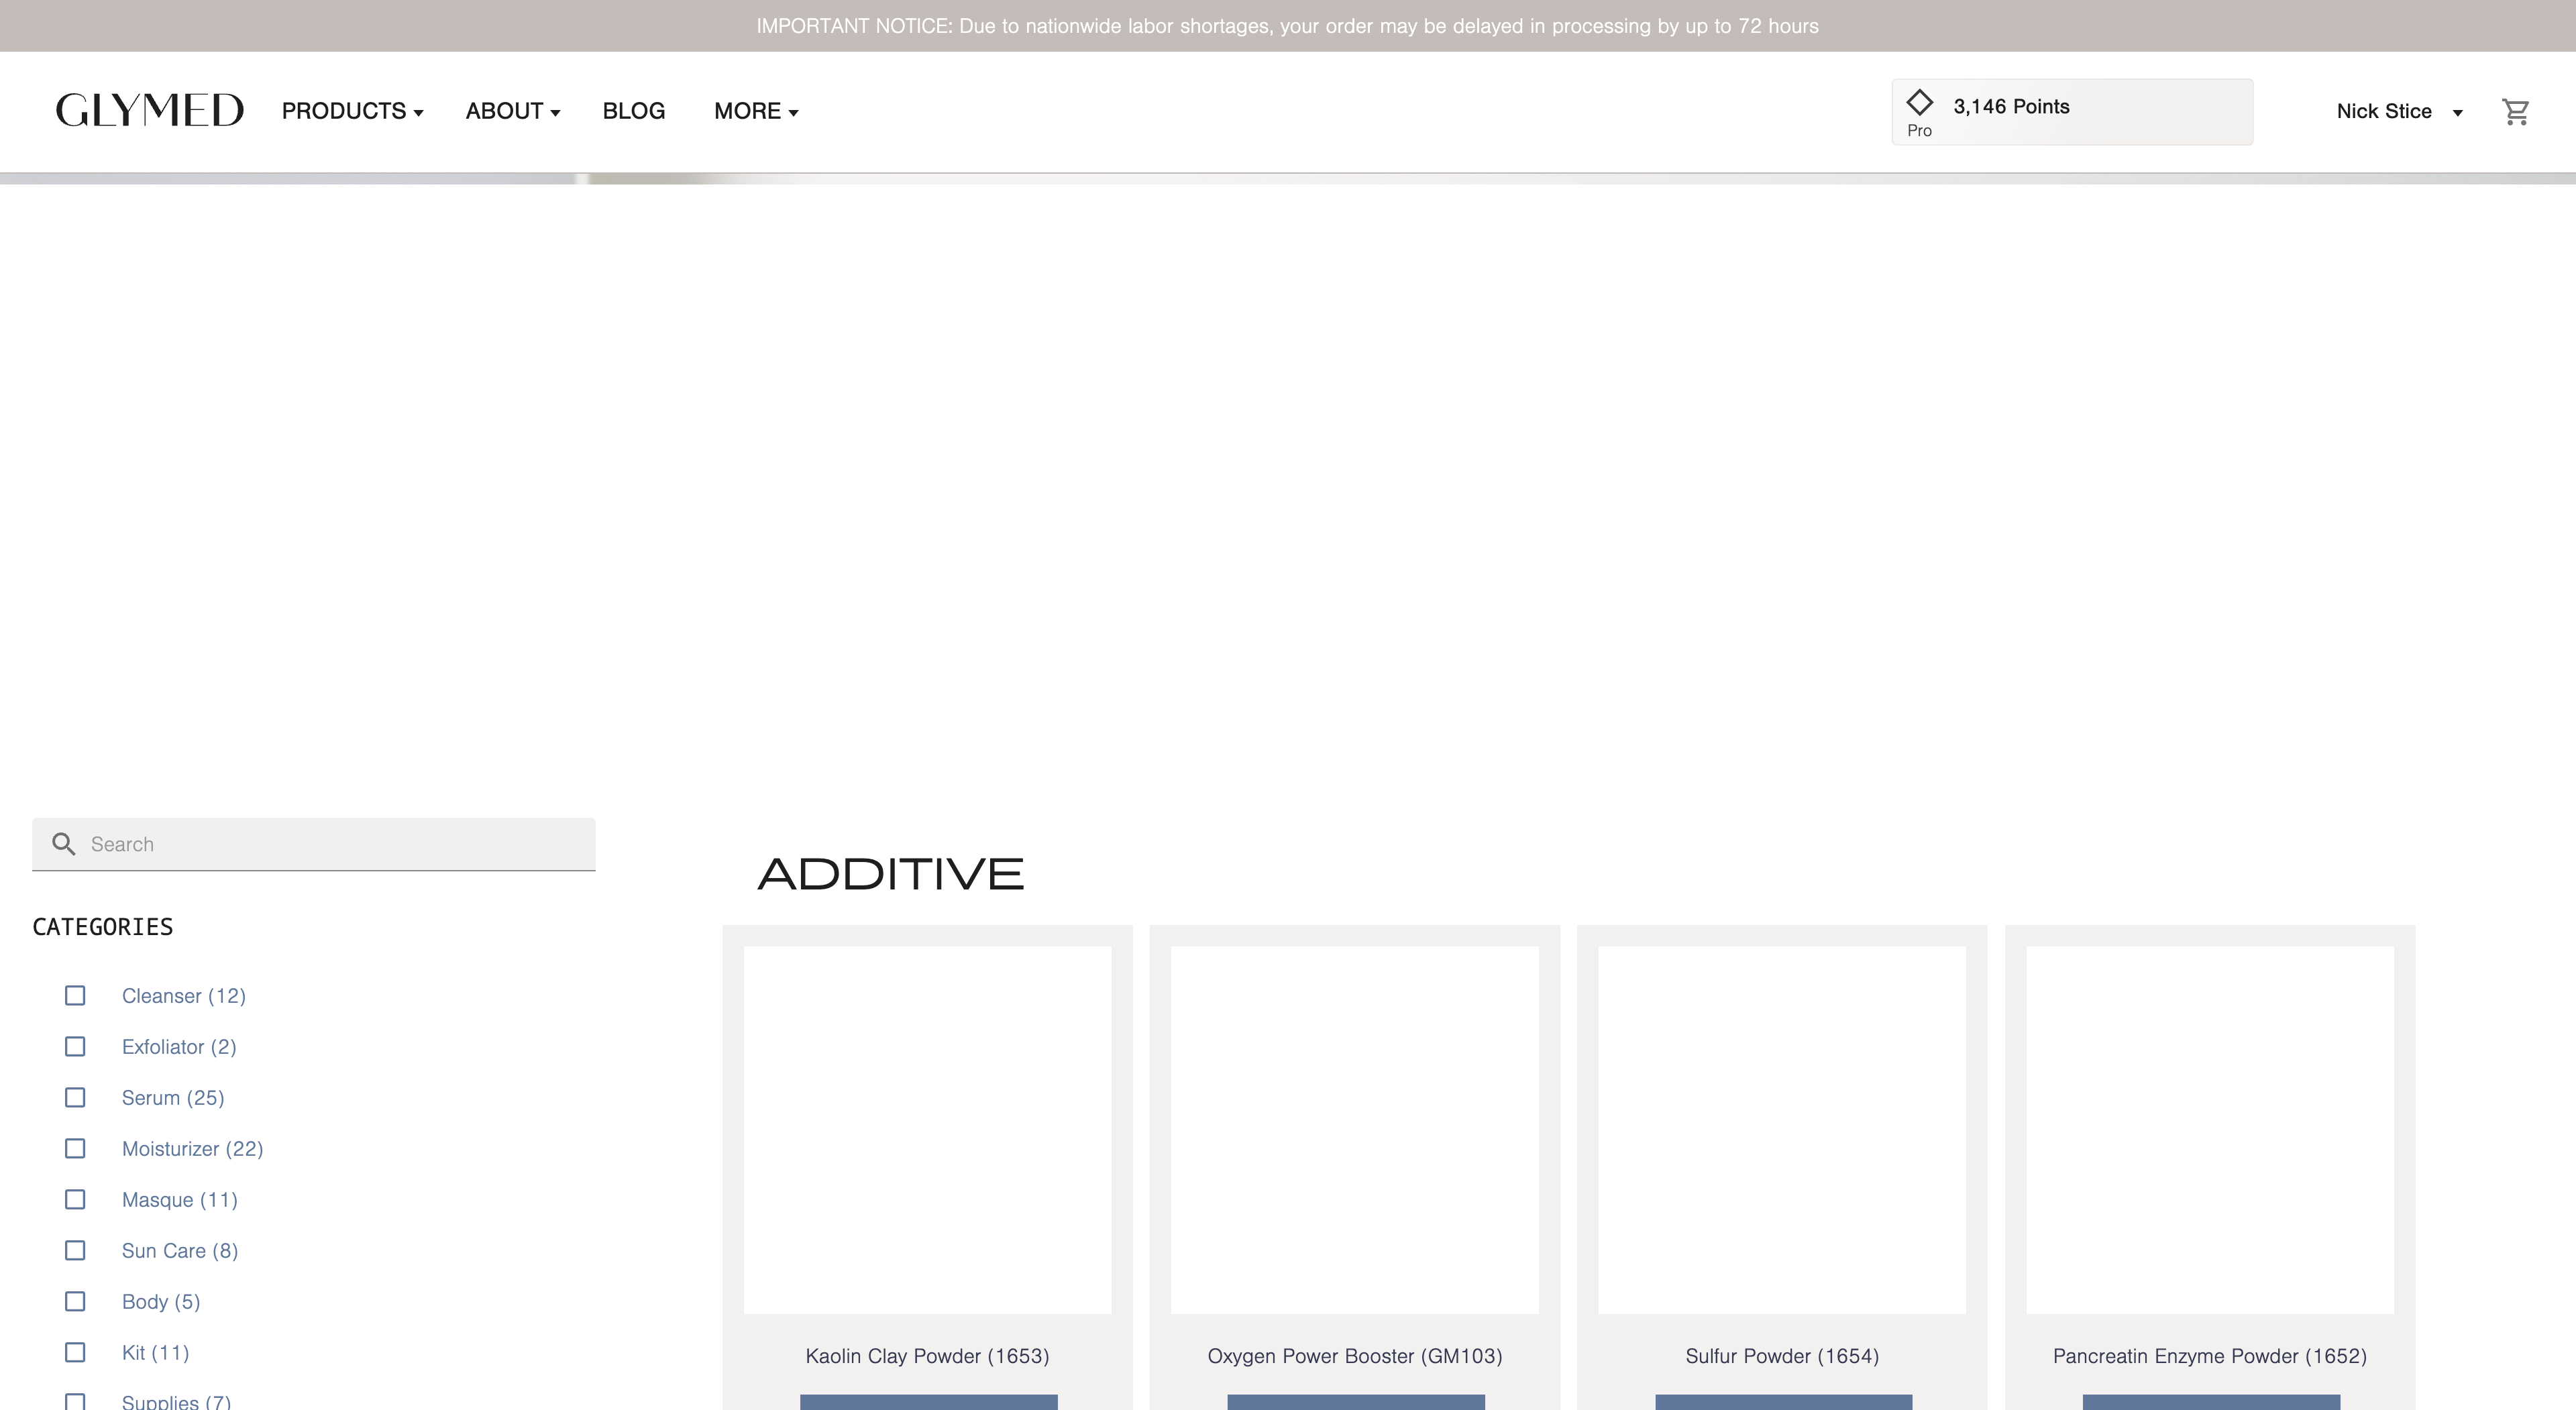 IMPORTANT NOTICE: Due to nationwide labor shortages, your order may be delayed in processing by up to 72 hours
GLYMED
PRODUCTS
ABOUT
BLOG
MORE
3,146 Points
Pro
Nick Stice
Search
CATEGORIES
Cleanser (12)
Exfoliator (2)
Serum (25)
Moisturizer (22)
Masque (11)
Sun Care (8)
Body (5)
Kit (11)
Supplies (7)
ADDITIVE
Kaolin Clay Powder (1653)
Oxygen Power Booster (GM103)
Sulfur Powder (1654)
Pancreatin Enzyme Powder (1652)